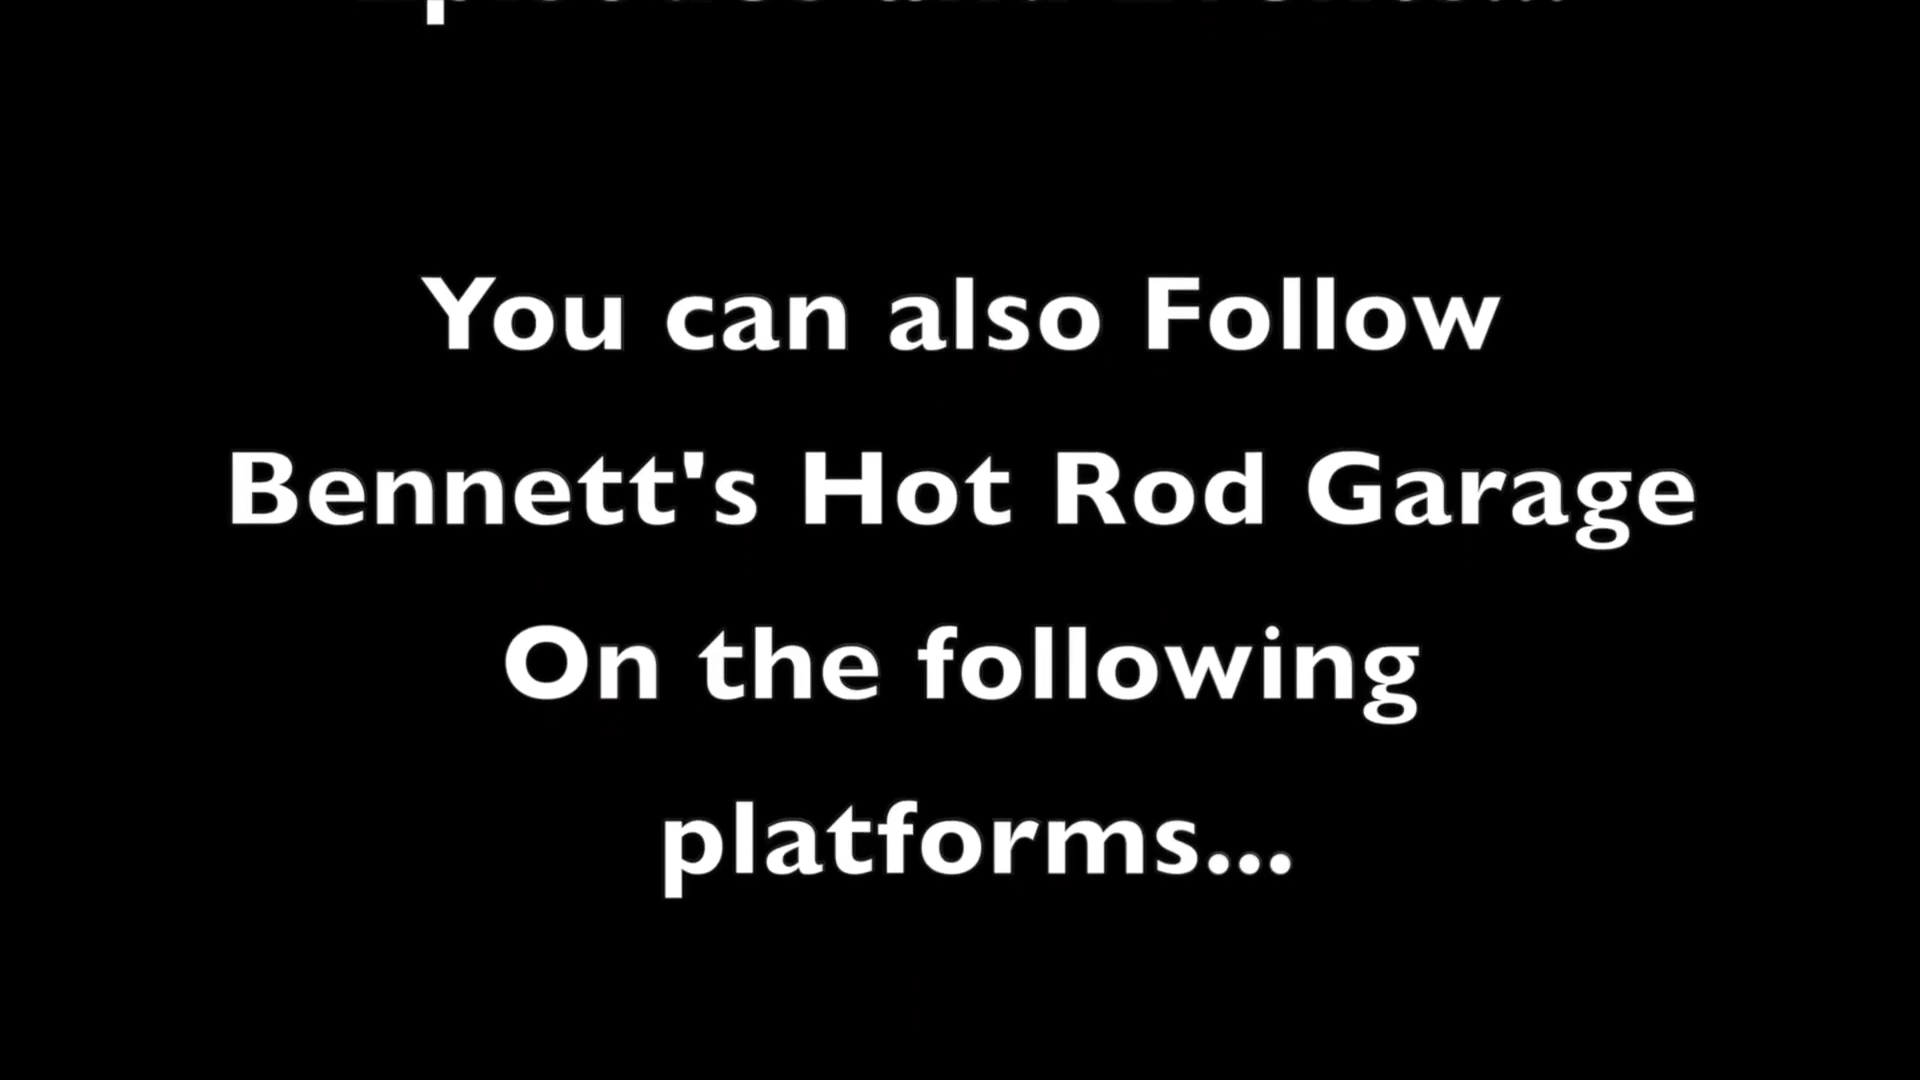 You can also Follow
Bennett's Hot Rod Garage
On the following
platforms...